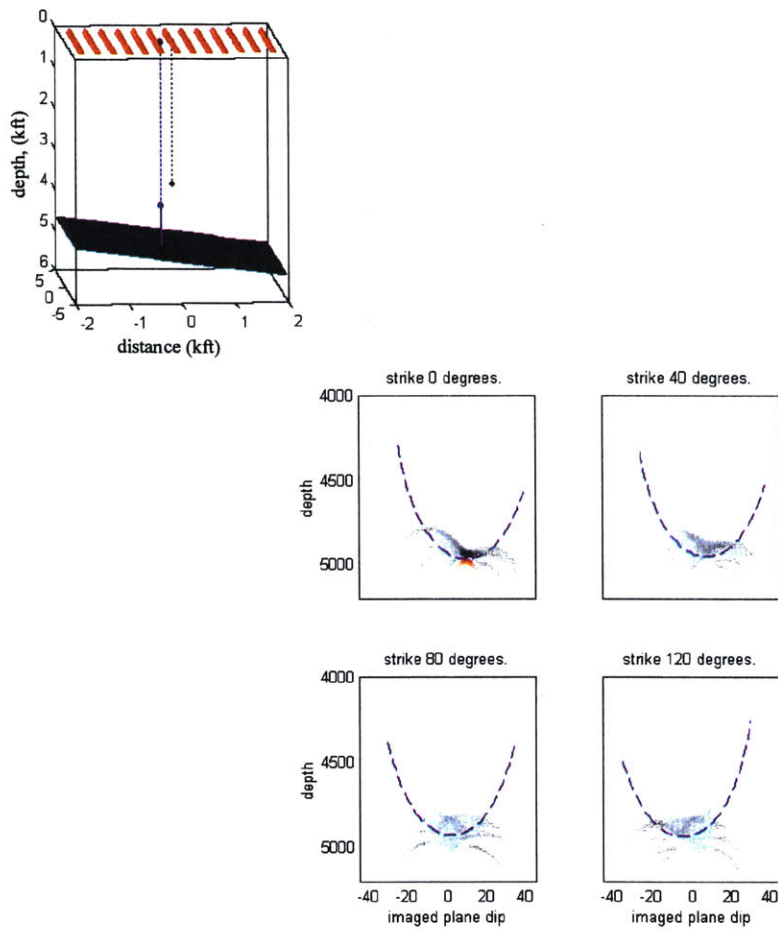 0
1
2
3
4
5
6
depth, (kft)
5
0
-5
-2
-1
0
1
2
distance (kft)
strike 0 degrees.
strike 40 degrees.
4000
4500
5000
depth
strike 80 degrees.
strike 120 degrees.
4000
4500
5000
depth
-40 -20 0 20 40
-40 -20 0 20 40
imaged plane dip
imaged plane dip